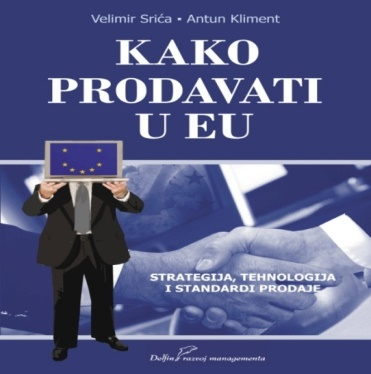 Velimir Srića • Antun Kliment
KAKO
PRODAVATI
U EU
STRATEGIJA, TEHNOLOGIJA
I STANDARDI PRODAJE
Delfin razvoj managementa